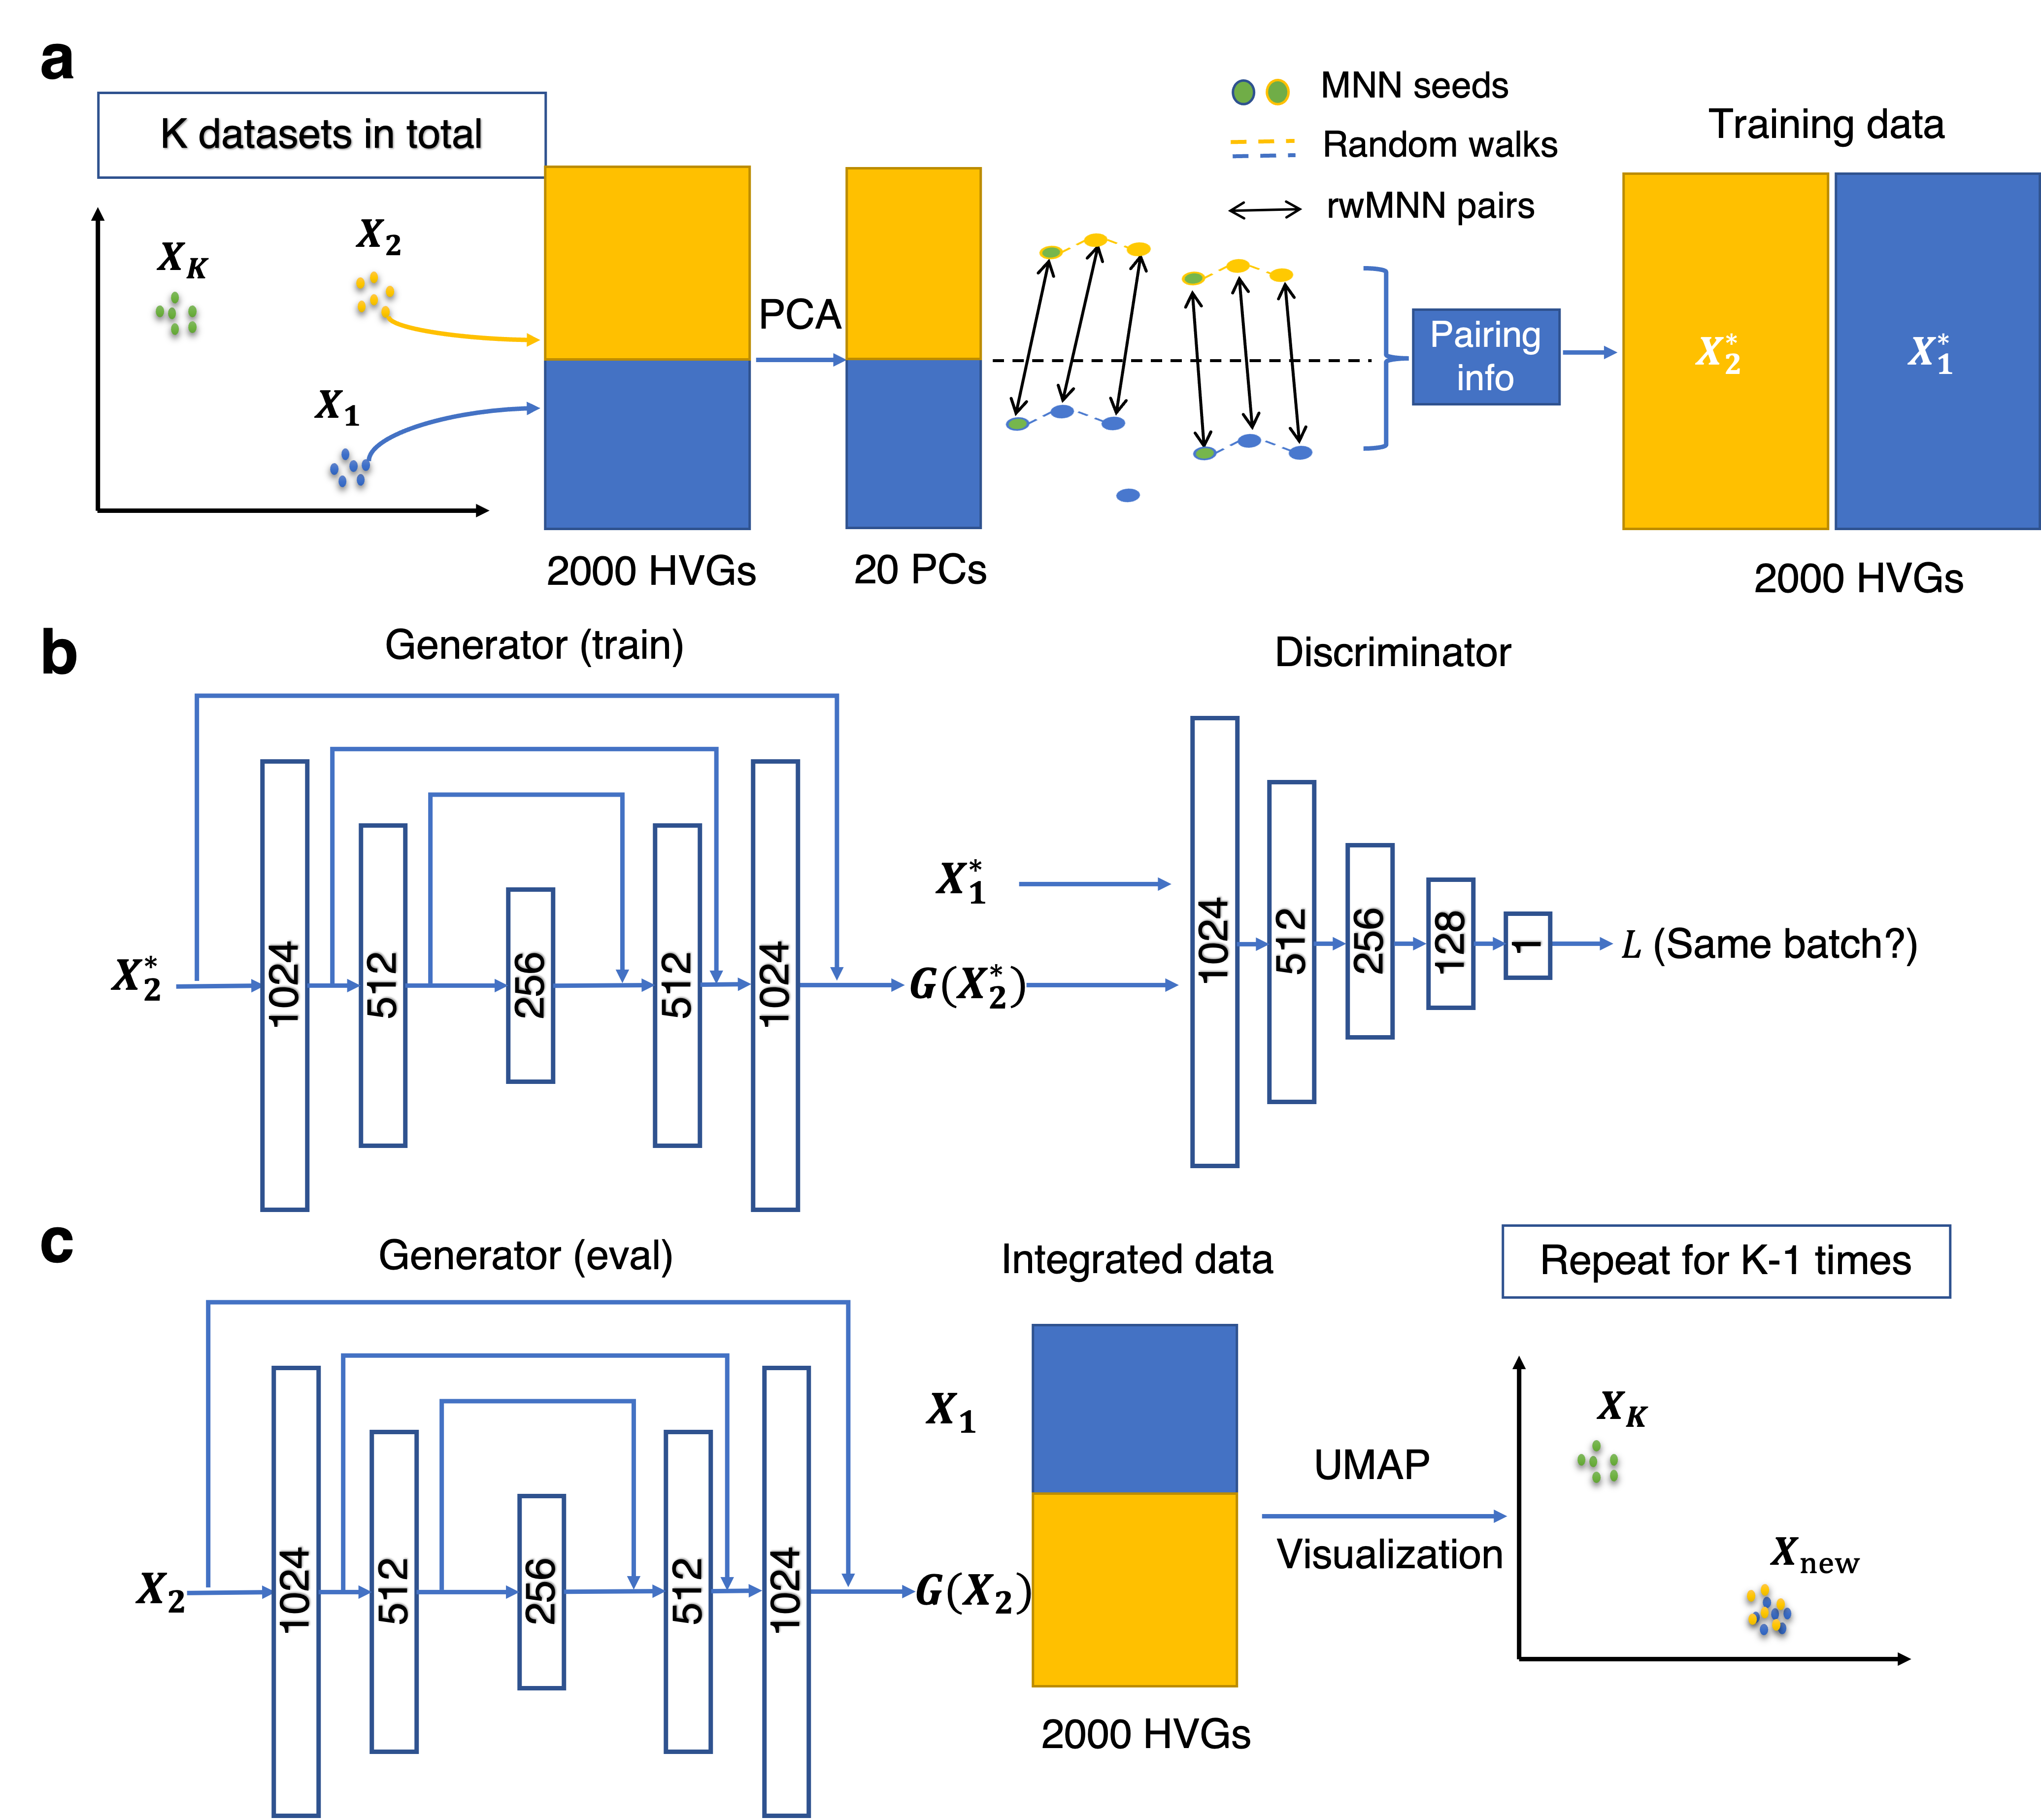 a
K datasets in total
X_K
X_2
X_1
2000 HVGs
PCA
20 PCs
MNN seeds
Random walks
rwMNN pairs
Pairing
info
Training data
X_2^*
X_1^*
2000 HVGs
b
Generator (train)
X_2^*
1024
512
256
512
1024
G(X_2^*)
X_1^*
Discriminator
1024
512
256
128
1
L (Same batch?)
c
Generator (eval)
X_2
1024
512
256
512
1024
G(X_2)
Integrated data
X_1
2000 HVGs
UMAP
Visualization
Repeat for K-1 times
X_K
X_new